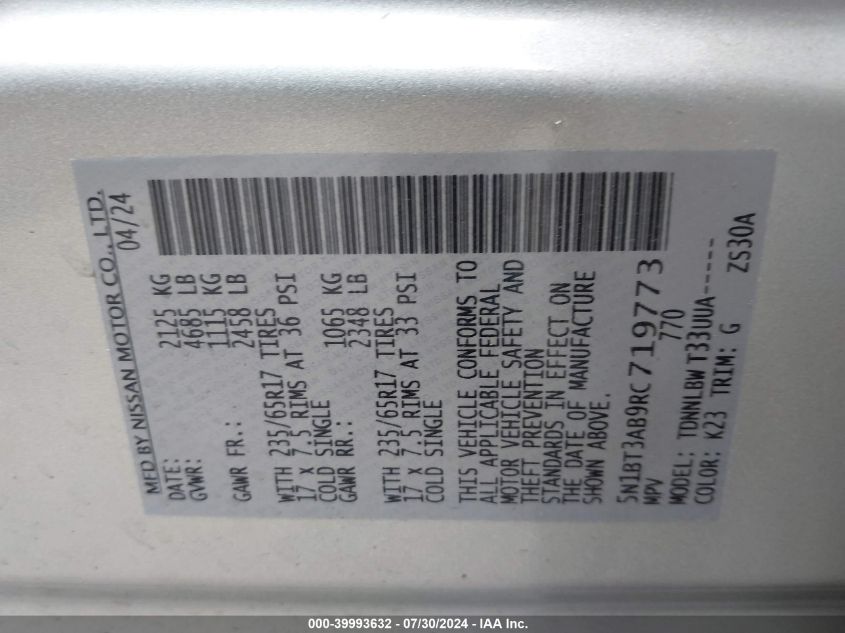 MFD BY NISSAN MOTOR CO., LTD.
DATE: 04/24
GVWR: 2125 KG
4685 LB
GAWR FR.: 1115 KG
2458 LB
WITH 235/65R17 TIRES
17 X 7.5 RIMS AT 36 PSI
COLD SINGLE
GAWR RR.: 1065 KG
2348 LB
WITH 235/65R17 TIRES
17 X 7.5 RIMS AT 33 PSI
COLD SINGLE
THIS VEHICLE CONFORMS TO
ALL APPLICABLE FEDERAL
MOTOR VEHICLE SAFETY AND
THEFT PREVENTION
STANDARDS IN EFFECT ON
THE DATE OF MANUFACTURE
SHOWN ABOVE.
5N1BT3AB9RC719773
MPV 770
MODEL: TDNNLBW T33UUA-----
COLOR: K23 TRIM: G ZS30A
000-39993632 - 07/30/2024 - IAA Inc.